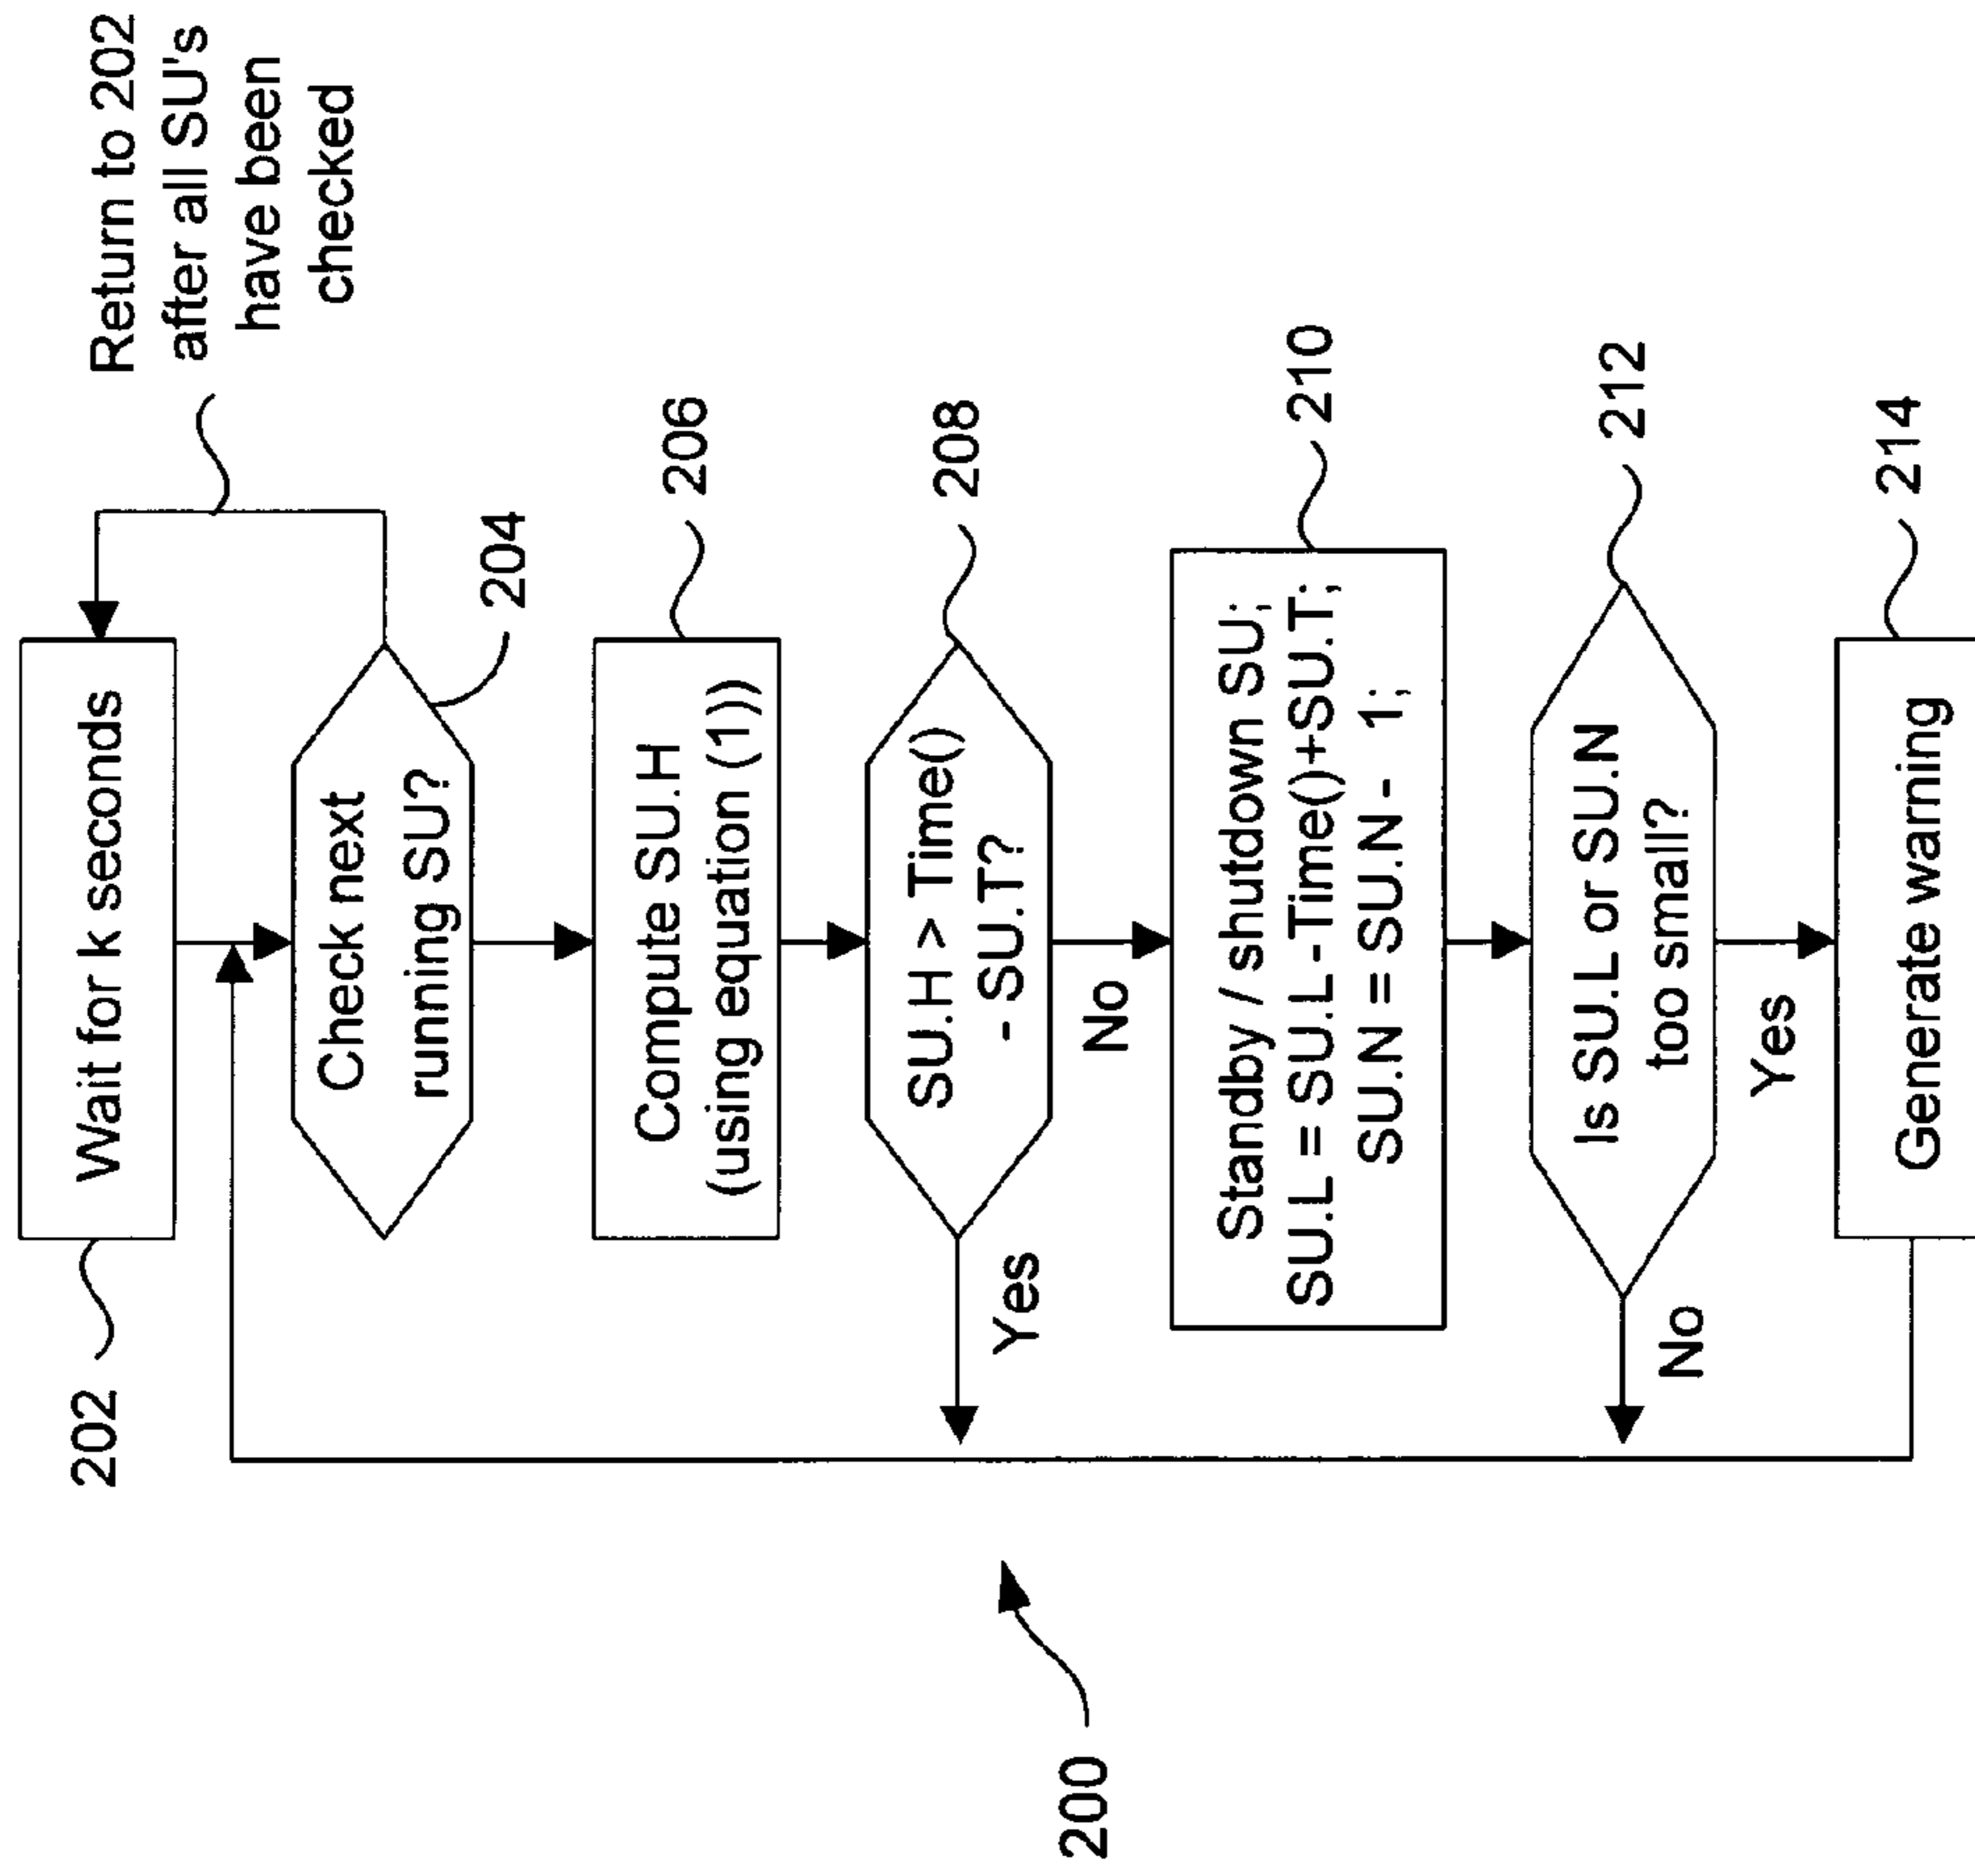 Return to 202
after all SU's
have been
checked
202
Wait for k seconds
Check next
running SU?
204
Compute SU.H
(using equation (1))
206
SU.H > Time()
- SU.T?
208
Yes
No
Standby / shutdown SU;
SU.L = SU.L-Time()+SU.T;
SU.N = SU.N - 1;
210
Is SU.L or SU.N
too small?
212
No
Yes
Generate warning
214
200